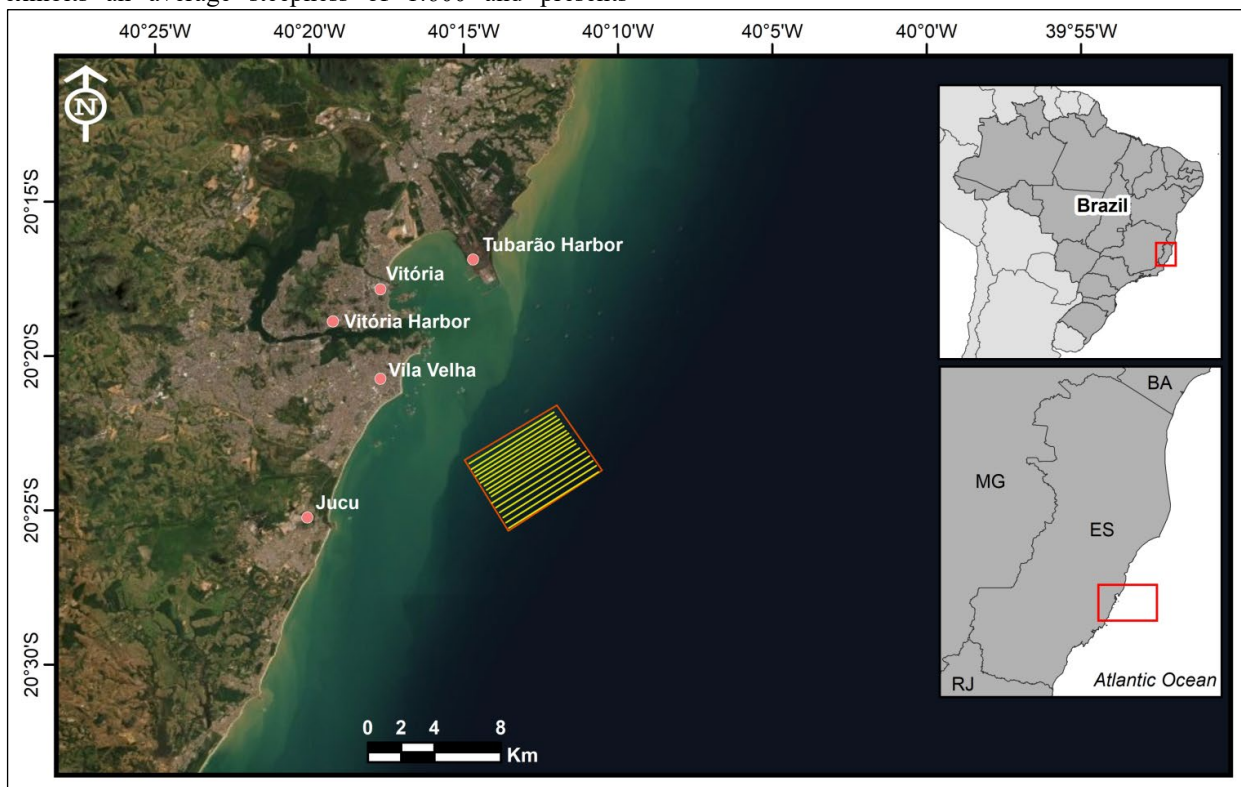 40°25'W 40°20'W 40°15'W 40°10'W 40°5'W 40°0'W 39°55'W
N
20°15'S
20°20'S
20°25'S
20°30'S
Tubarão Harbor
Vitória
Vitória Harbor
Vila Velha
Jucu
0 2 4 8
Km
Brazil
BA
MG
ES
RJ
Atlantic Ocean